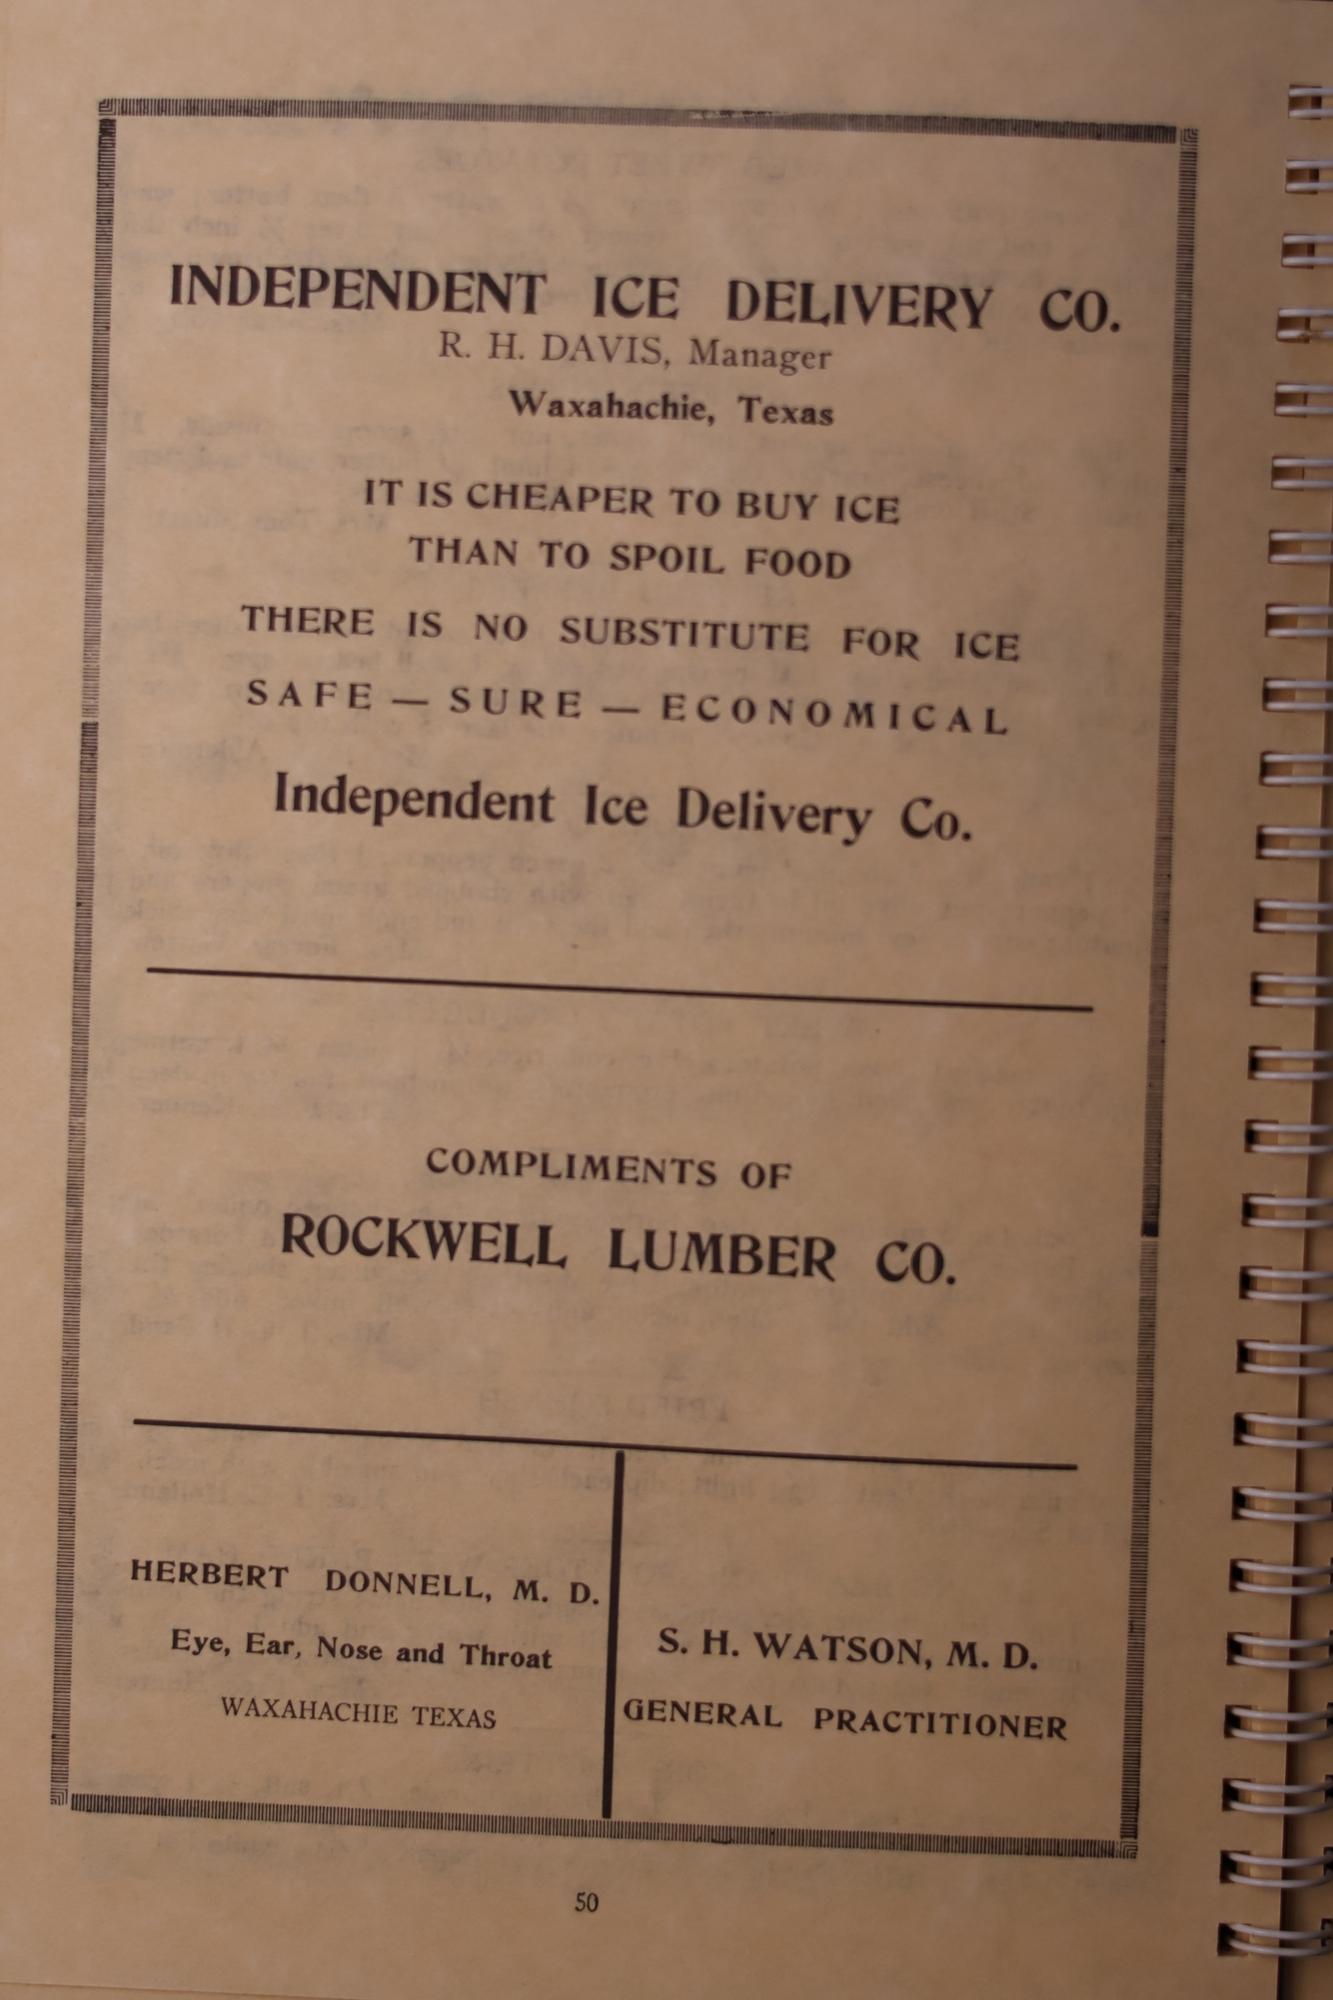 INDEPENDENT ICE DELIVERY CO.
R. H. DAVIS, Manager
Waxahachie, Texas
IT IS CHEAPER TO BUY ICE
THAN TO SPOIL FOOD
THERE IS NO SUBSTITUTE FOR ICE
SAFE — SURE — ECONOMICAL
Independent Ice Delivery Co.
COMPLIMENTS OF
ROCKWELL LUMBER CO.
HERBERT DONNELL, M. D.
Eye, Ear, Nose and Throat
WAXAHACHIE TEXAS
S. H. WATSON, M. D.
GENERAL PRACTITIONER
50